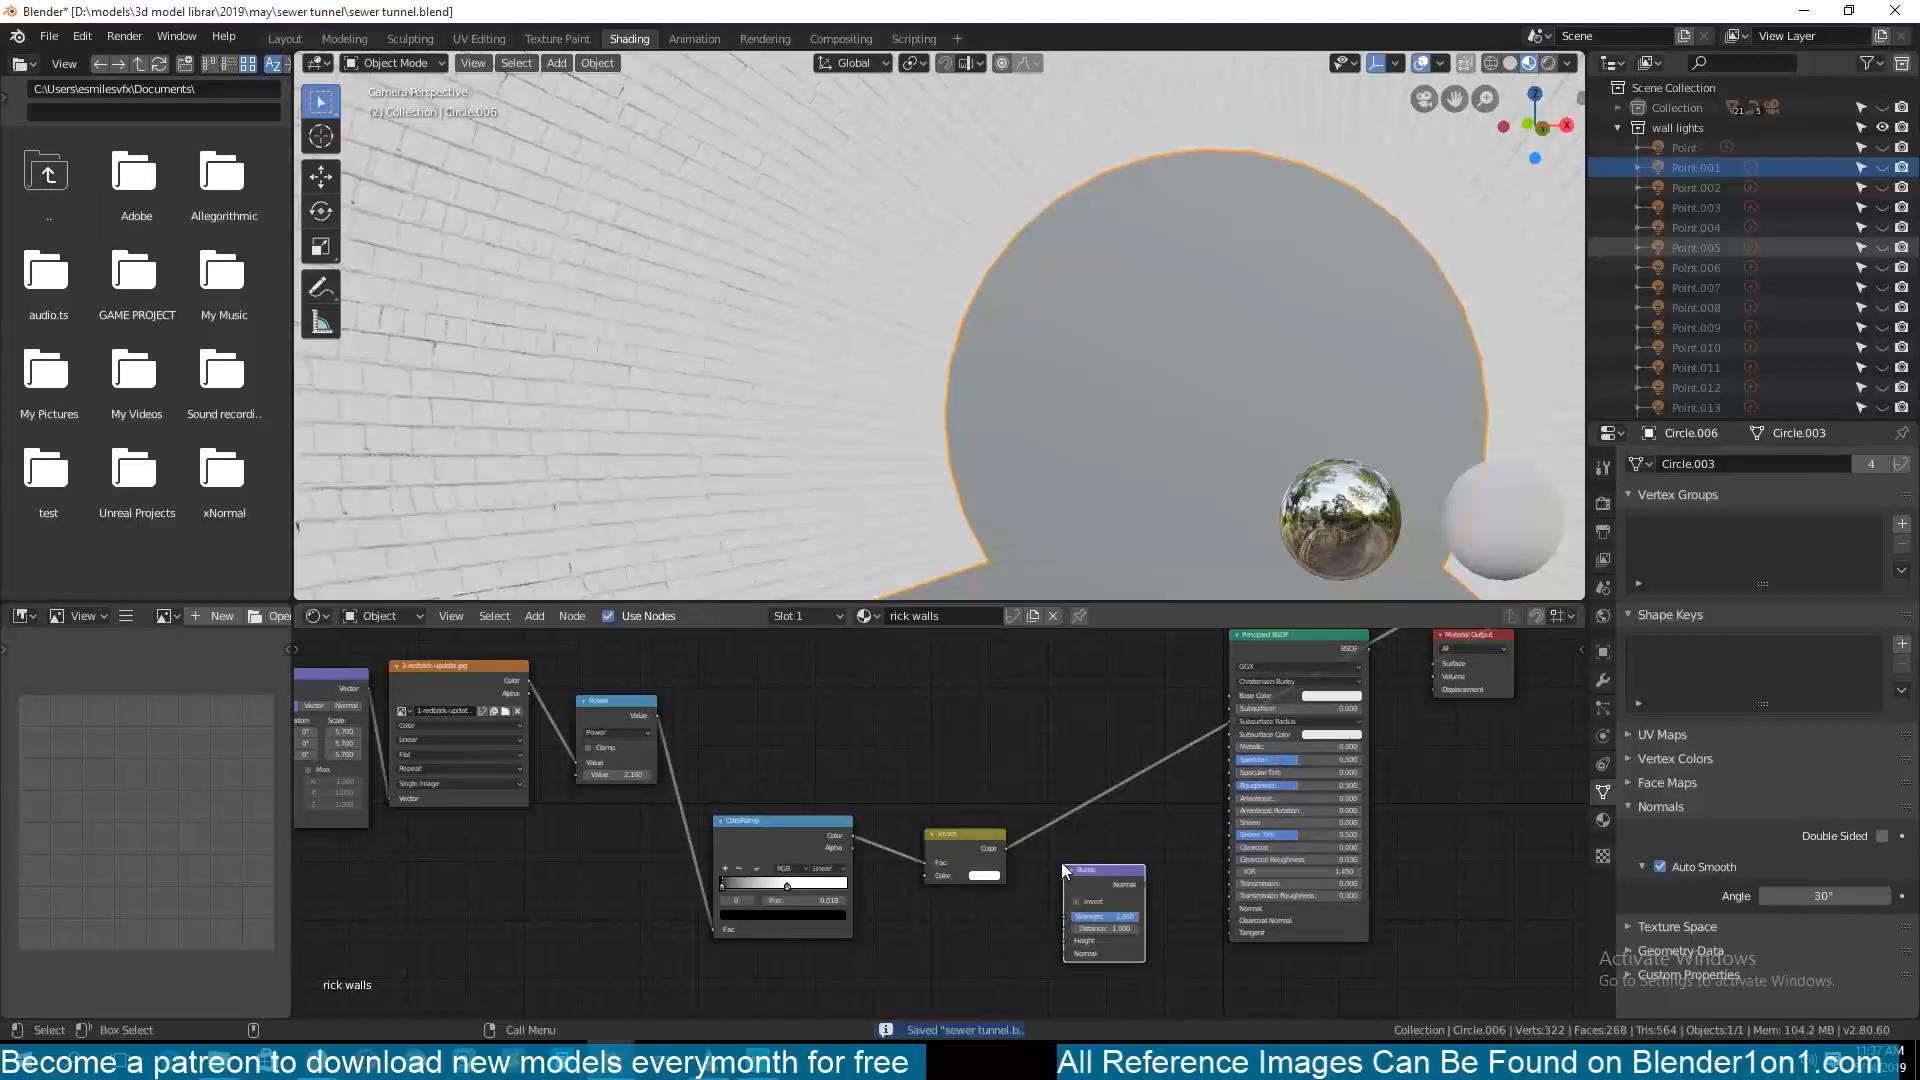 Blender* [D:\models\3d model librar\2019\may\sewer tunnel\sewer tunnel.blend]
File Edit Render Window Help
Layout Modeling Sculpting UV Editing Texture Paint Shading Animation Rendering Compositing Scripting +
Scene View Layer
View
C:\Users\esmilesvfx\Documents\
.. Adobe Allegorithmic
audio.ts GAME PROJECT My Music
My Pictures My Videos Sound recordi..
test Unreal Projects xNormal
Object Mode View Select Add Object Global
Camera Perspective
(2) Collection | Circle.006
Scene Collection
Collection 21 5
wall lights
Point
Point.001
Point.002
Point.003
Point.004
Point.005
Point.006
Point.007
Point.008
Point.009
Point.010
Point.011
Point.012
Point.013
Circle.006 Circle.003
Circle.003 4
Vertex Groups
Shape Keys
UV Maps
Vertex Colors
Face Maps
Normals
Double Sided
Auto Smooth
Angle 30°
Texture Space
Geometry Data
Custom Properties
Activate Windows
Go to Settings to activate Windows.
View New Open
Object View Select Add Node Use Nodes Slot 1 rick walls
Vector
Vector Normal
Scale:
0° 5.700
0° 5.700
0° 5.700
Max
1-redbrick-update.jpg
Color
Alpha
1-redbrick-updat..
Color
Linear
Flat
Repeat
Single Image
Vector
Power
Value
Power
Clamp
Value
Value 2.100
ColorRamp
Color
Alpha
RGB Linear
0 Pos: 0.018
Fac
Invert
Color
Fac
Color
Bump
Normal
Invert
Strength: 1.000
Distance: 1.000
Height
Normal
Principled BSDF
BSDF
GGX
Christensen-Burley
Base Color
Subsurface: 0.000
Subsurface Radius
Subsurface Color
Metallic: 0.000
Specular: 0.500
Specular Tint: 0.000
Roughness: 0.500
Anisotropic: 0.000
Anisotropic Rotation: 0.000
Sheen: 0.000
Sheen Tint: 0.500
Clearcoat: 0.000
Clearcoat Roughness: 0.030
IOR 1.450
Transmission: 0.000
Transmission Roughness: 0.000
Normal
Clearcoat Normal
Tangent
Material Output
All
Surface
Volume
Displacement
rick walls
Select Box Select Call Menu Saved "sewer tunnel.b.. Collection | Circle.006 | Verts:322 | Faces:268 | Tris:564 | Objects:1/1 | Mem: 104.2 MB | v2.80.60
Become a patreon to download new models everymonth for free
All Reference Images Can Be Found on Blender1on1.com
11:37 AM